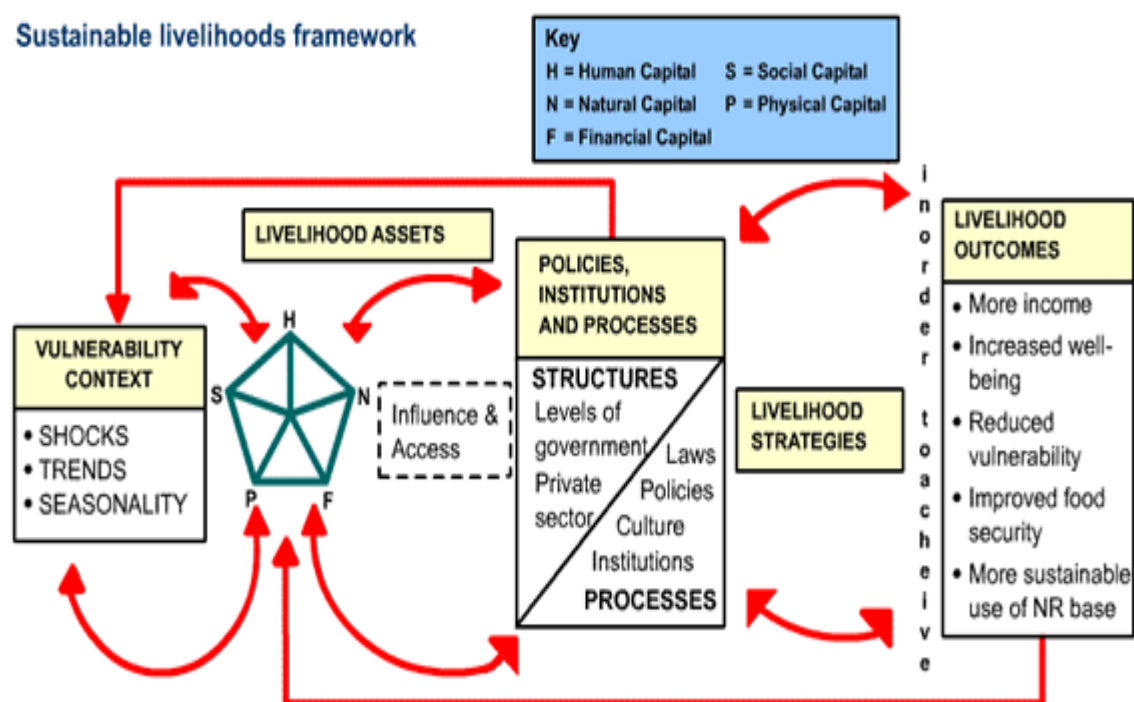 Sustainable livelihoods framework
Key
H = Human Capital S = Social Capital
N = Natural Capital P = Physical Capital
F = Financial Capital
LIVELIHOOD ASSETS
H
S
N
P
F
VULNERABILITY
CONTEXT
• SHOCKS
• TRENDS
• SEASONALITY
Influence &
Access
POLICIES,
INSTITUTIONS
AND PROCESSES
STRUCTURES
Levels of
government
Private
sector
Laws
Policies
Culture
Institutions
PROCESSES
LIVELIHOOD
STRATEGIES
inorder toacheive
LIVELIHOOD
OUTCOMES
• More income
• Increased well-
being
• Reduced
vulnerability
• Improved food
security
• More sustainable
use of NR base